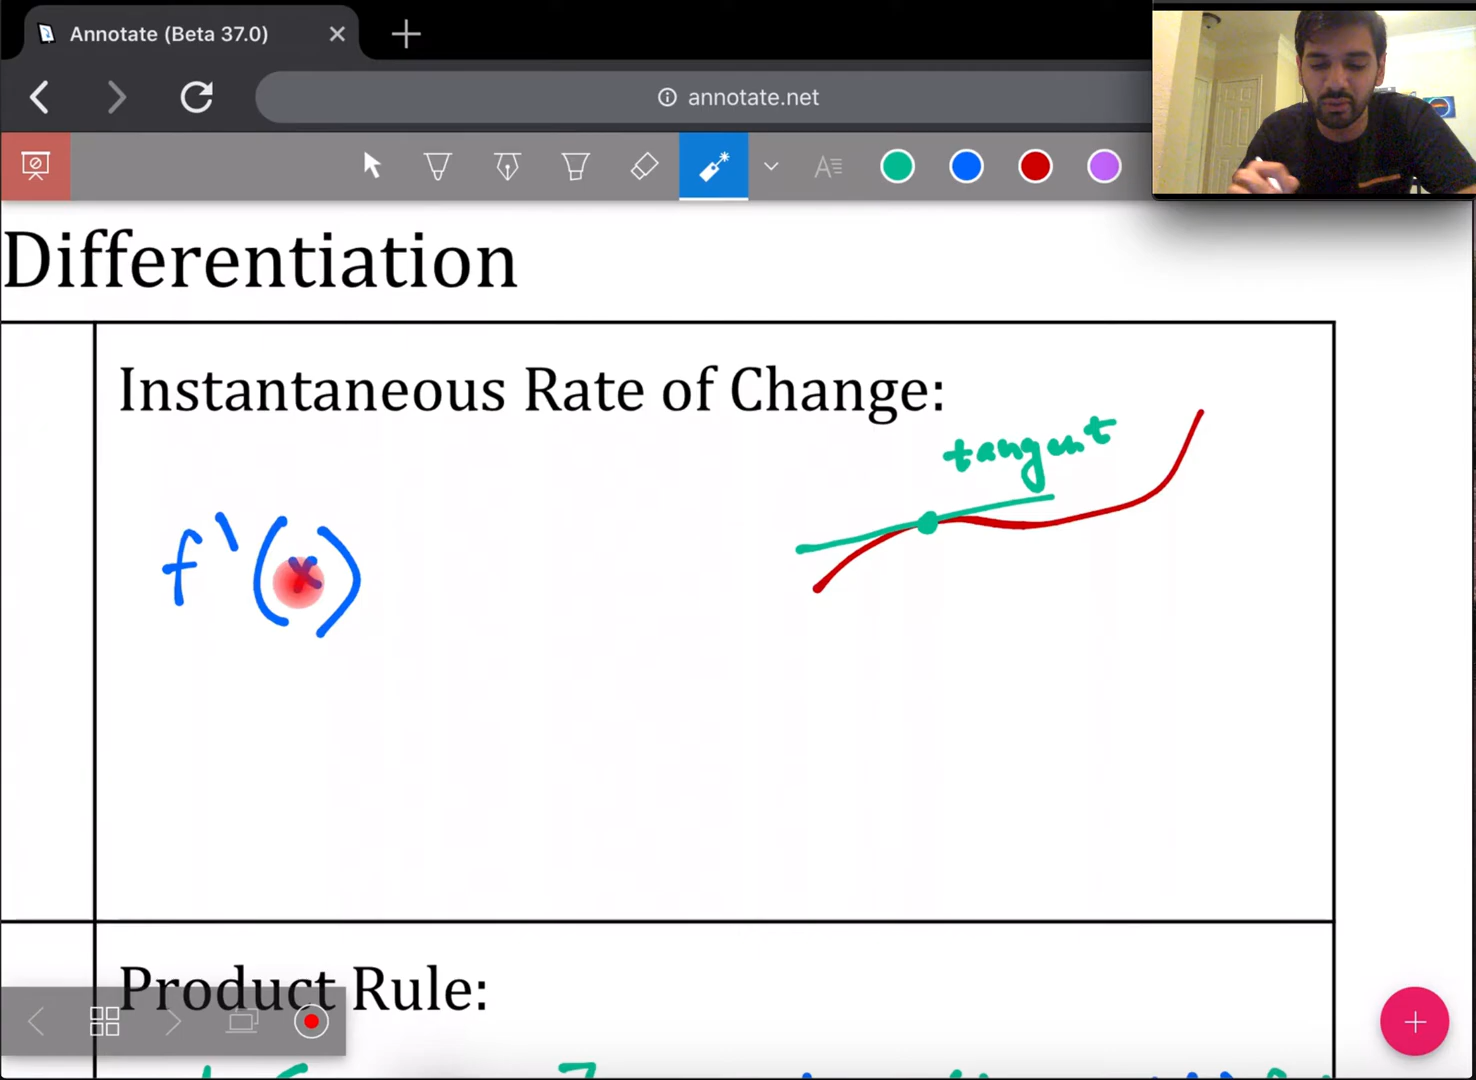 Annotate (Beta 37.0)
annotate.net
Differentiation
Instantaneous Rate of Change:
tangent
f'(x)
Product Rule: